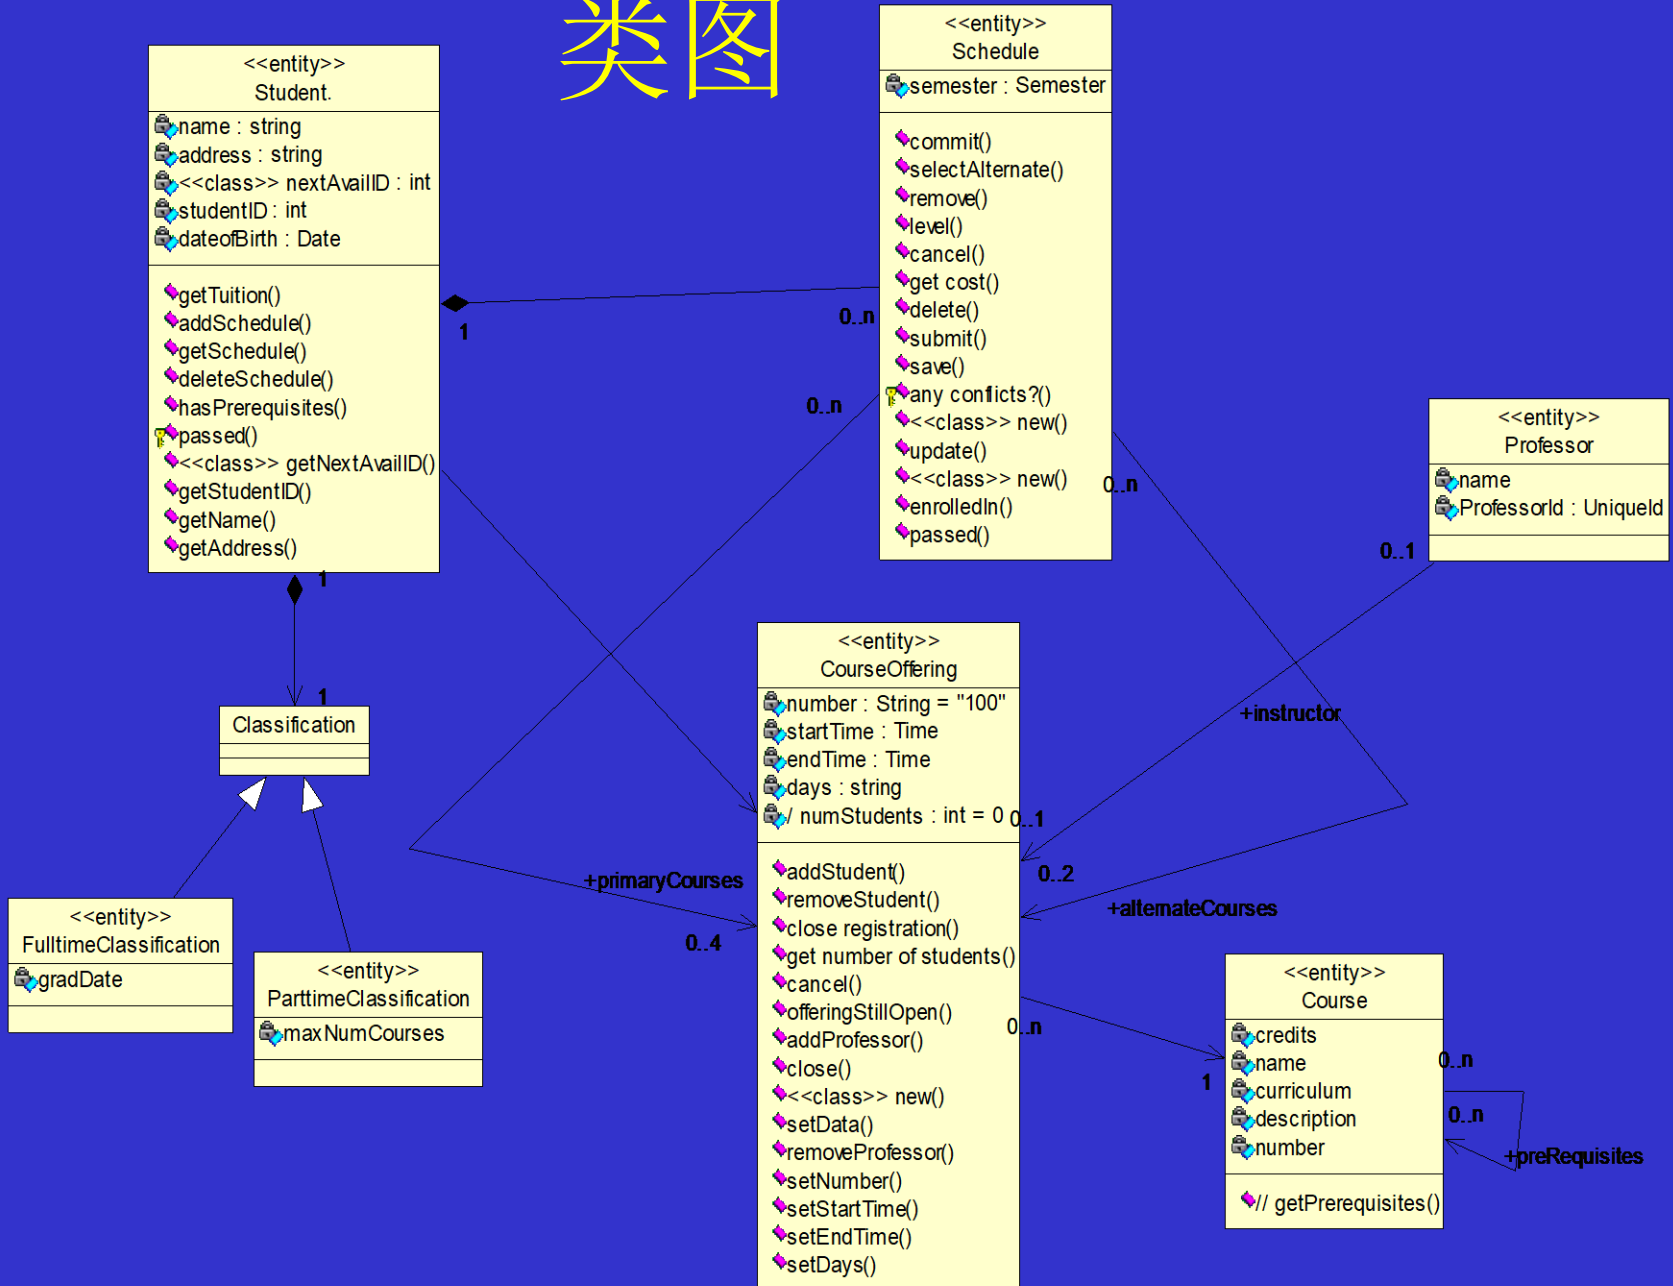 类图
<<entity>>
Student.
name : string
address : string
<<class>> nextAvailID : int
studentID : int
dateofBirth : Date
getTuition()
addSchedule()
getSchedule()
deleteSchedule()
hasPrerequisites()
passed()
<<class>> getNextAvailID()
getStudentID()
getName()
getAddress()
<<entity>>
Schedule
semester : Semester
commit()
selectAlternate()
remove()
level()
cancel()
get cost()
delete()
submit()
save()
any conflicts?()
<<class>> new()
update()
<<class>> new()
enrolledIn()
passed()
1
0..n
0..n
0..n
<<entity>>
Professor
name
ProfessorId : UniqueId
0..1
1
1
Classification
<<entity>>
FulltimeClassification
gradDate
<<entity>>
ParttimeClassification
maxNumCourses
<<entity>>
CourseOffering
number : String = "100"
startTime : Time
endTime : Time
days : string
/ numStudents : int = 0
addStudent()
removeStudent()
close registration()
get number of students()
cancel()
offeringStillOpen()
addProfessor()
close()
<<class>> new()
setData()
removeProfessor()
setNumber()
setStartTime()
setEndTime()
setDays()
+instructor
0..1
0..2
+primaryCourses
0..4
+alternateCourses
0..n
1
<<entity>>
Course
credits
name
curriculum
description
number
// getPrerequisites()
0..n
0..n
+preRequisites